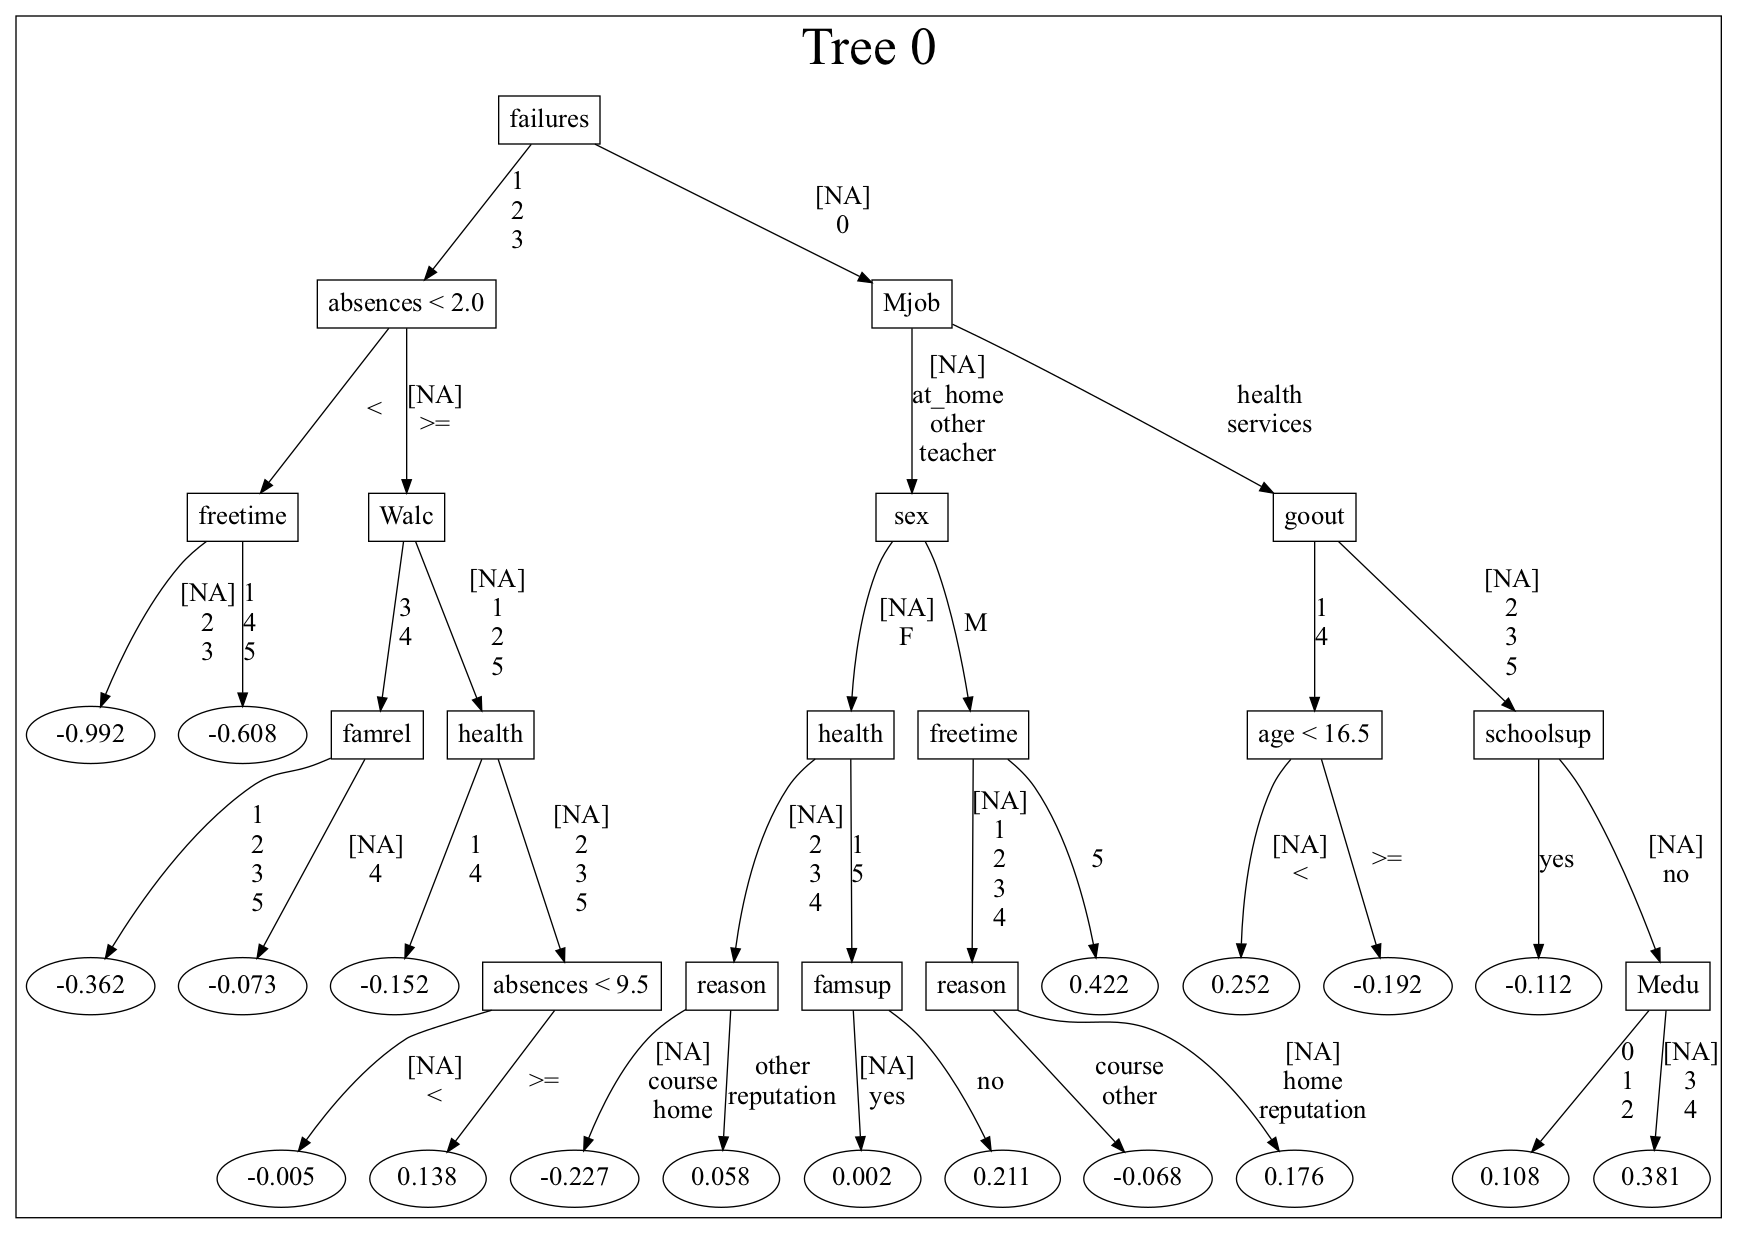 Tree 0
failures
1
2
3
[NA]
0
absences < 2.0
Mjob
<
[NA]
>=
[NA]
at_home
other
teacher
health
services
freetime
Walc
sex
goout
[NA]
2
3
1
4
5
3
4
[NA]
1
2
5
[NA]
F
M
1
4
[NA]
2
3
5
-0.992
-0.608
famrel
health
health
freetime
age < 16.5
schoolsup
1
2
3
5
[NA]
4
1
4
[NA]
2
3
5
[NA]
2
3
4
1
5
[NA]
1
2
3
4
5
[NA]
<
>=
yes
[NA]
no
-0.362
-0.073
-0.152
absences < 9.5
reason
famsup
reason
0.422
0.252
-0.192
-0.112
Medu
[NA]
<
>=
[NA]
course
home
other
reputation
[NA]
yes
no
course
other
[NA]
home
reputation
0
1
2
[NA]
3
4
-0.005
0.138
-0.227
0.058
0.002
0.211
-0.068
0.176
0.108
0.381